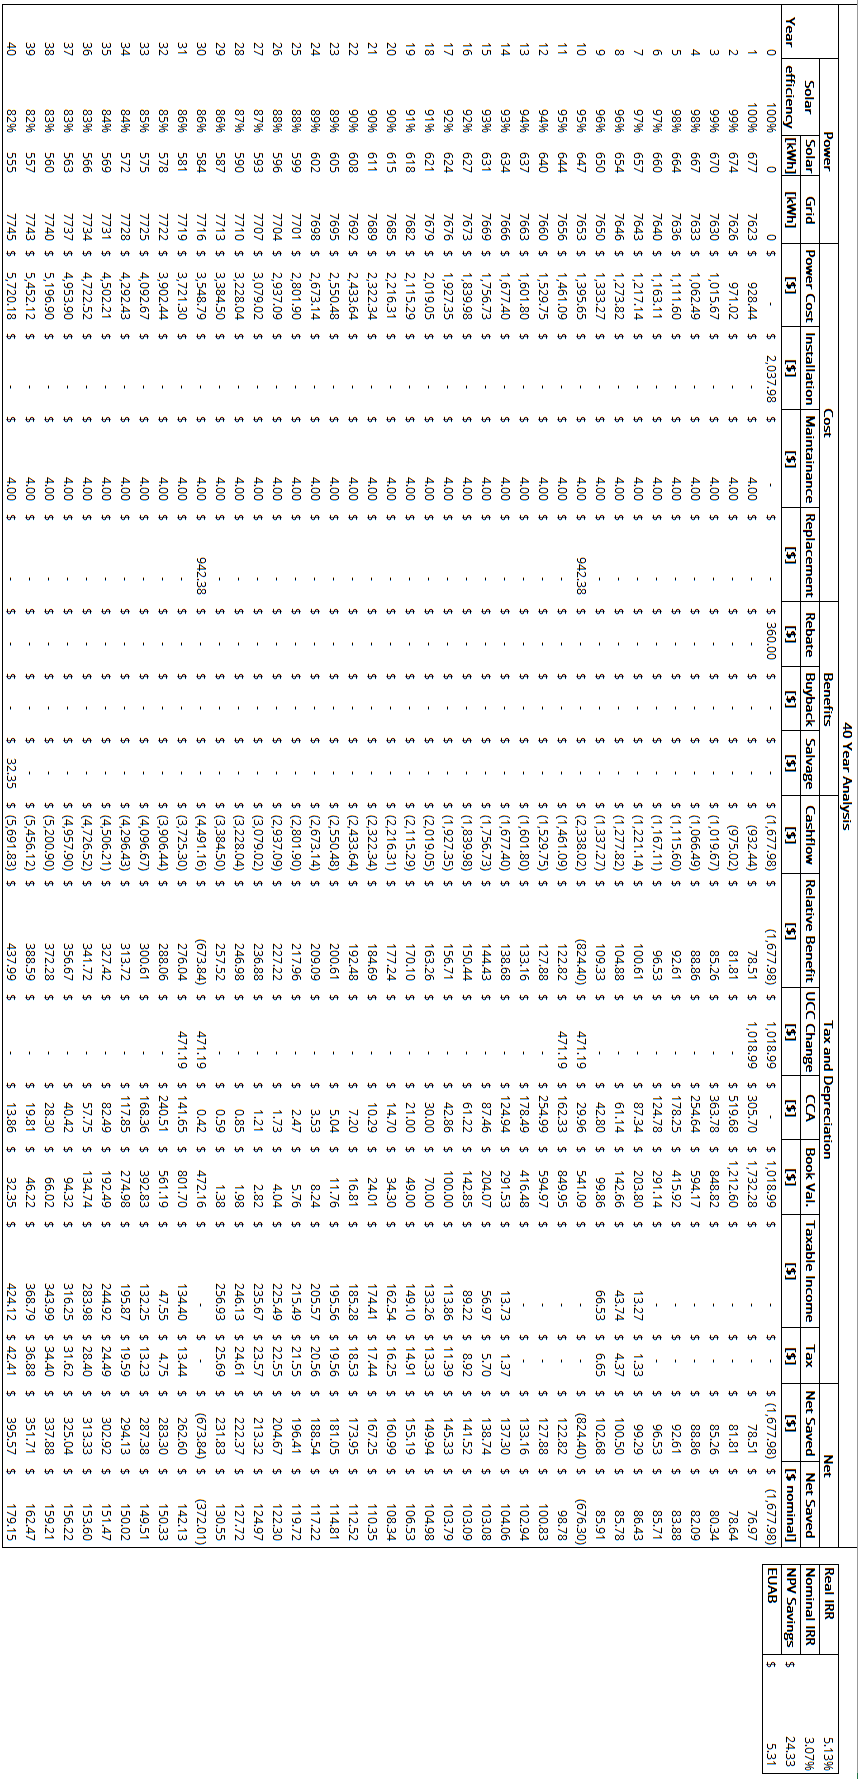 40 Year Analysis
Power Cost Benefits Tax and Depreciation Net
Year Solar efficiency Solar [kWh] Grid [kWh] Power Cost [$] Installation [$] Maintainance [$] Replacement [$] Rebate [$] Buyback [$] Salvage [$] Cashflow [$] Relative Benefit [$] UCC Change [$] CCA [$] Book Val. [$] Taxable Income [$] Tax [$] Net Saved [$] Net Saved [$ nominal]
0 100% 0 0 $ - $ 2,037.98 $ - $ - $ 360.00 $ - $ - $ (1,677.98) $ (1,677.98) $ 1,018.99 $ - $ 1,018.99 $ - $ - $ (1,677.98) $ (1,677.98)
1 100% 677 7623 $ 928.44 $ - $ 4.00 $ - $ - $ - $ - $ (932.44) $ 78.51 $ 1,018.99 $ 305.70 $ 1,732.28 $ - $ - $ 78.51 $ 76.97
2 99% 674 7626 $ 971.02 $ - $ 4.00 $ - $ - $ - $ - $ (975.02) $ 81.81 $ - $ 519.68 $ 1,212.60 $ - $ - $ 81.81 $ 78.64
3 99% 670 7630 $ 1,015.67 $ - $ 4.00 $ - $ - $ - $ - $ (1,019.67) $ 85.26 $ - $ 363.78 $ 848.82 $ - $ - $ 85.26 $ 80.34
4 98% 667 7633 $ 1,062.49 $ - $ 4.00 $ - $ - $ - $ - $ (1,066.49) $ 88.86 $ - $ 254.64 $ 594.17 $ - $ - $ 88.86 $ 82.09
5 98% 664 7636 $ 1,111.60 $ - $ 4.00 $ - $ - $ - $ - $ (1,115.60) $ 92.61 $ - $ 178.25 $ 415.92 $ - $ - $ 92.61 $ 83.88
6 97% 660 7640 $ 1,163.11 $ - $ 4.00 $ - $ - $ - $ - $ (1,167.11) $ 96.53 $ - $ 124.78 $ 291.14 $ - $ - $ 96.53 $ 85.71
7 97% 657 7643 $ 1,217.14 $ - $ 4.00 $ - $ - $ - $ - $ (1,221.14) $ 100.61 $ - $ 87.34 $ 203.80 $ 13.27 $ 1.33 $ 99.29 $ 86.43
8 96% 654 7646 $ 1,273.82 $ - $ 4.00 $ - $ - $ - $ - $ (1,277.82) $ 104.88 $ - $ 61.14 $ 142.66 $ 43.74 $ 4.37 $ 100.50 $ 85.78
9 96% 650 7650 $ 1,333.27 $ - $ 4.00 $ - $ - $ - $ - $ (1,337.27) $ 109.33 $ - $ 42.80 $ 99.86 $ 66.53 $ 6.65 $ 102.68 $ 85.91
10 95% 647 7653 $ 1,395.65 $ - $ 4.00 $ 942.38 $ - $ - $ - $ (2,338.02) $ (824.40) $ 471.19 $ 29.96 $ 541.09 $ - $ - $ (824.40) $ (676.30)
11 95% 644 7656 $ 1,461.09 $ - $ 4.00 $ - $ - $ - $ - $ (1,461.09) $ 122.82 $ 471.19 $ 162.33 $ 849.95 $ - $ - $ 122.82 $ 98.78
12 94% 640 7660 $ 1,529.75 $ - $ 4.00 $ - $ - $ - $ - $ (1,529.75) $ 127.88 $ - $ 254.99 $ 594.97 $ - $ - $ 127.88 $ 100.83
13 94% 637 7663 $ 1,601.80 $ - $ 4.00 $ - $ - $ - $ - $ (1,601.80) $ 133.16 $ - $ 178.49 $ 416.48 $ - $ - $ 133.16 $ 102.94
14 93% 634 7666 $ 1,677.40 $ - $ 4.00 $ - $ - $ - $ - $ (1,677.40) $ 138.68 $ - $ 124.94 $ 291.53 $ 13.73 $ 1.37 $ 137.30 $ 104.06
15 93% 631 7669 $ 1,756.73 $ - $ 4.00 $ - $ - $ - $ - $ (1,756.73) $ 144.43 $ - $ 87.46 $ 204.07 $ 56.97 $ 5.70 $ 138.74 $ 103.08
16 92% 627 7673 $ 1,839.98 $ - $ 4.00 $ - $ - $ - $ - $ (1,839.98) $ 150.44 $ - $ 61.22 $ 142.85 $ 89.22 $ 8.92 $ 141.52 $ 103.09
17 92% 624 7676 $ 1,927.35 $ - $ 4.00 $ - $ - $ - $ - $ (1,927.35) $ 156.71 $ - $ 42.86 $ 100.00 $ 113.86 $ 11.39 $ 145.33 $ 103.79
18 91% 621 7679 $ 2,019.05 $ - $ 4.00 $ - $ - $ - $ - $ (2,019.05) $ 163.26 $ - $ 30.00 $ 70.00 $ 133.26 $ 13.33 $ 149.94 $ 104.98
19 91% 618 7682 $ 2,115.29 $ - $ 4.00 $ - $ - $ - $ - $ (2,115.29) $ 170.10 $ - $ 21.00 $ 49.00 $ 149.10 $ 14.91 $ 155.19 $ 106.53
20 90% 615 7685 $ 2,216.31 $ - $ 4.00 $ - $ - $ - $ - $ (2,216.31) $ 177.24 $ - $ 14.70 $ 34.30 $ 162.54 $ 16.25 $ 160.99 $ 108.34
21 90% 611 7689 $ 2,322.34 $ - $ 4.00 $ - $ - $ - $ - $ (2,322.34) $ 184.69 $ - $ 10.29 $ 24.01 $ 174.41 $ 17.44 $ 167.25 $ 110.35
22 90% 608 7692 $ 2,433.64 $ - $ 4.00 $ - $ - $ - $ - $ (2,433.64) $ 192.48 $ - $ 7.20 $ 16.81 $ 185.28 $ 18.53 $ 173.95 $ 112.52
23 89% 605 7695 $ 2,550.48 $ - $ 4.00 $ - $ - $ - $ - $ (2,550.48) $ 200.61 $ - $ 5.04 $ 11.76 $ 195.56 $ 19.56 $ 181.05 $ 114.81
24 89% 602 7698 $ 2,673.14 $ - $ 4.00 $ - $ - $ - $ - $ (2,673.14) $ 209.09 $ - $ 3.53 $ 8.24 $ 205.57 $ 20.56 $ 188.54 $ 117.22
25 88% 599 7701 $ 2,801.90 $ - $ 4.00 $ - $ - $ - $ - $ (2,801.90) $ 217.96 $ - $ 2.47 $ 5.76 $ 215.49 $ 21.55 $ 196.41 $ 119.72
26 88% 596 7704 $ 2,937.09 $ - $ 4.00 $ - $ - $ - $ - $ (2,937.09) $ 227.22 $ - $ 1.73 $ 4.04 $ 225.49 $ 22.55 $ 204.67 $ 122.30
27 87% 593 7707 $ 3,079.02 $ - $ 4.00 $ - $ - $ - $ - $ (3,079.02) $ 236.88 $ - $ 1.21 $ 2.82 $ 235.67 $ 23.57 $ 213.32 $ 124.97
28 87% 590 7710 $ 3,228.04 $ - $ 4.00 $ - $ - $ - $ - $ (3,228.04) $ 246.98 $ - $ 0.85 $ 1.98 $ 246.13 $ 24.61 $ 222.37 $ 127.72
29 86% 587 7713 $ 3,384.50 $ - $ 4.00 $ - $ - $ - $ - $ (3,384.50) $ 257.52 $ - $ 0.59 $ 1.38 $ 256.93 $ 25.69 $ 231.83 $ 130.55
30 86% 584 7716 $ 3,548.79 $ - $ 4.00 $ 942.38 $ - $ - $ - $ (4,491.16) $ (673.84) $ 471.19 $ 0.42 $ 472.16 $ - $ - $ (673.84) $ (372.01)
31 86% 581 7719 $ 3,721.30 $ - $ 4.00 $ - $ - $ - $ - $ (3,725.30) $ 276.04 $ 471.19 $ 141.65 $ 801.70 $ 134.40 $ 13.44 $ 262.60 $ 142.13
32 85% 578 7722 $ 3,902.44 $ - $ 4.00 $ - $ - $ - $ - $ (3,906.44) $ 288.06 $ - $ 240.51 $ 561.19 $ 47.55 $ 4.75 $ 283.30 $ 150.33
33 85% 575 7725 $ 4,092.67 $ - $ 4.00 $ - $ - $ - $ - $ (4,096.67) $ 300.61 $ - $ 168.36 $ 392.83 $ 132.25 $ 13.23 $ 287.38 $ 149.51
34 84% 572 7728 $ 4,292.43 $ - $ 4.00 $ - $ - $ - $ - $ (4,296.43) $ 313.72 $ - $ 117.85 $ 274.98 $ 195.87 $ 19.59 $ 294.13 $ 150.02
35 84% 569 7731 $ 4,502.21 $ - $ 4.00 $ - $ - $ - $ - $ (4,506.21) $ 327.42 $ - $ 82.49 $ 192.49 $ 244.92 $ 24.49 $ 302.92 $ 151.47
36 83% 566 7734 $ 4,722.52 $ - $ 4.00 $ - $ - $ - $ - $ (4,726.52) $ 341.72 $ - $ 57.75 $ 134.74 $ 283.98 $ 28.40 $ 313.33 $ 153.60
37 83% 563 7737 $ 4,953.90 $ - $ 4.00 $ - $ - $ - $ - $ (4,957.90) $ 356.67 $ - $ 40.42 $ 94.32 $ 316.25 $ 31.62 $ 325.04 $ 156.22
38 83% 560 7740 $ 5,196.90 $ - $ 4.00 $ - $ - $ - $ - $ (5,200.90) $ 372.28 $ - $ 28.30 $ 66.02 $ 343.99 $ 34.40 $ 337.88 $ 159.21
39 82% 557 7743 $ 5,452.12 $ - $ 4.00 $ - $ - $ - $ - $ (5,456.12) $ 388.59 $ - $ 19.81 $ 46.22 $ 368.79 $ 36.88 $ 351.71 $ 162.47
40 82% 555 7745 $ 5,720.18 $ - $ 4.00 $ - $ - $ - $ 32.35 $ (5,691.83) $ 437.99 $ - $ 13.86 $ 32.35 $ 424.12 $ 42.41 $ 395.57 $ 179.15
Real IRR 5.13%
Nominal IRR 3.07%
NPV Savings $ 24.33
EUAB $ 5.31